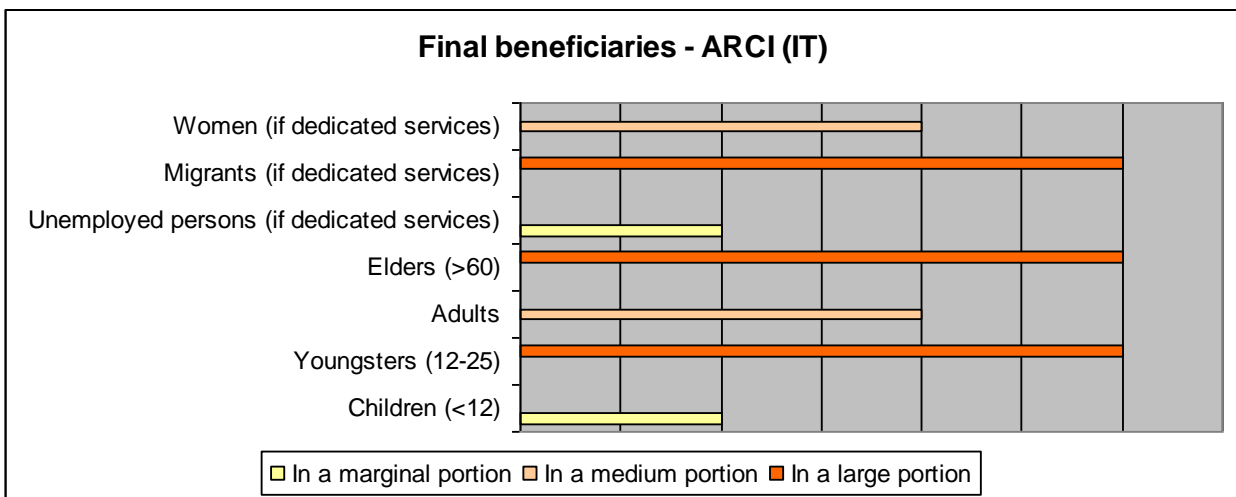 Final beneficiaries - ARCI (IT)
Women (if dedicated services)
Migrants (if dedicated services)
Unemployed persons (if dedicated services)
Elders (>60)
Adults
Youngsters (12-25)
Children (<12)
In a marginal portion In a medium portion In a large portion